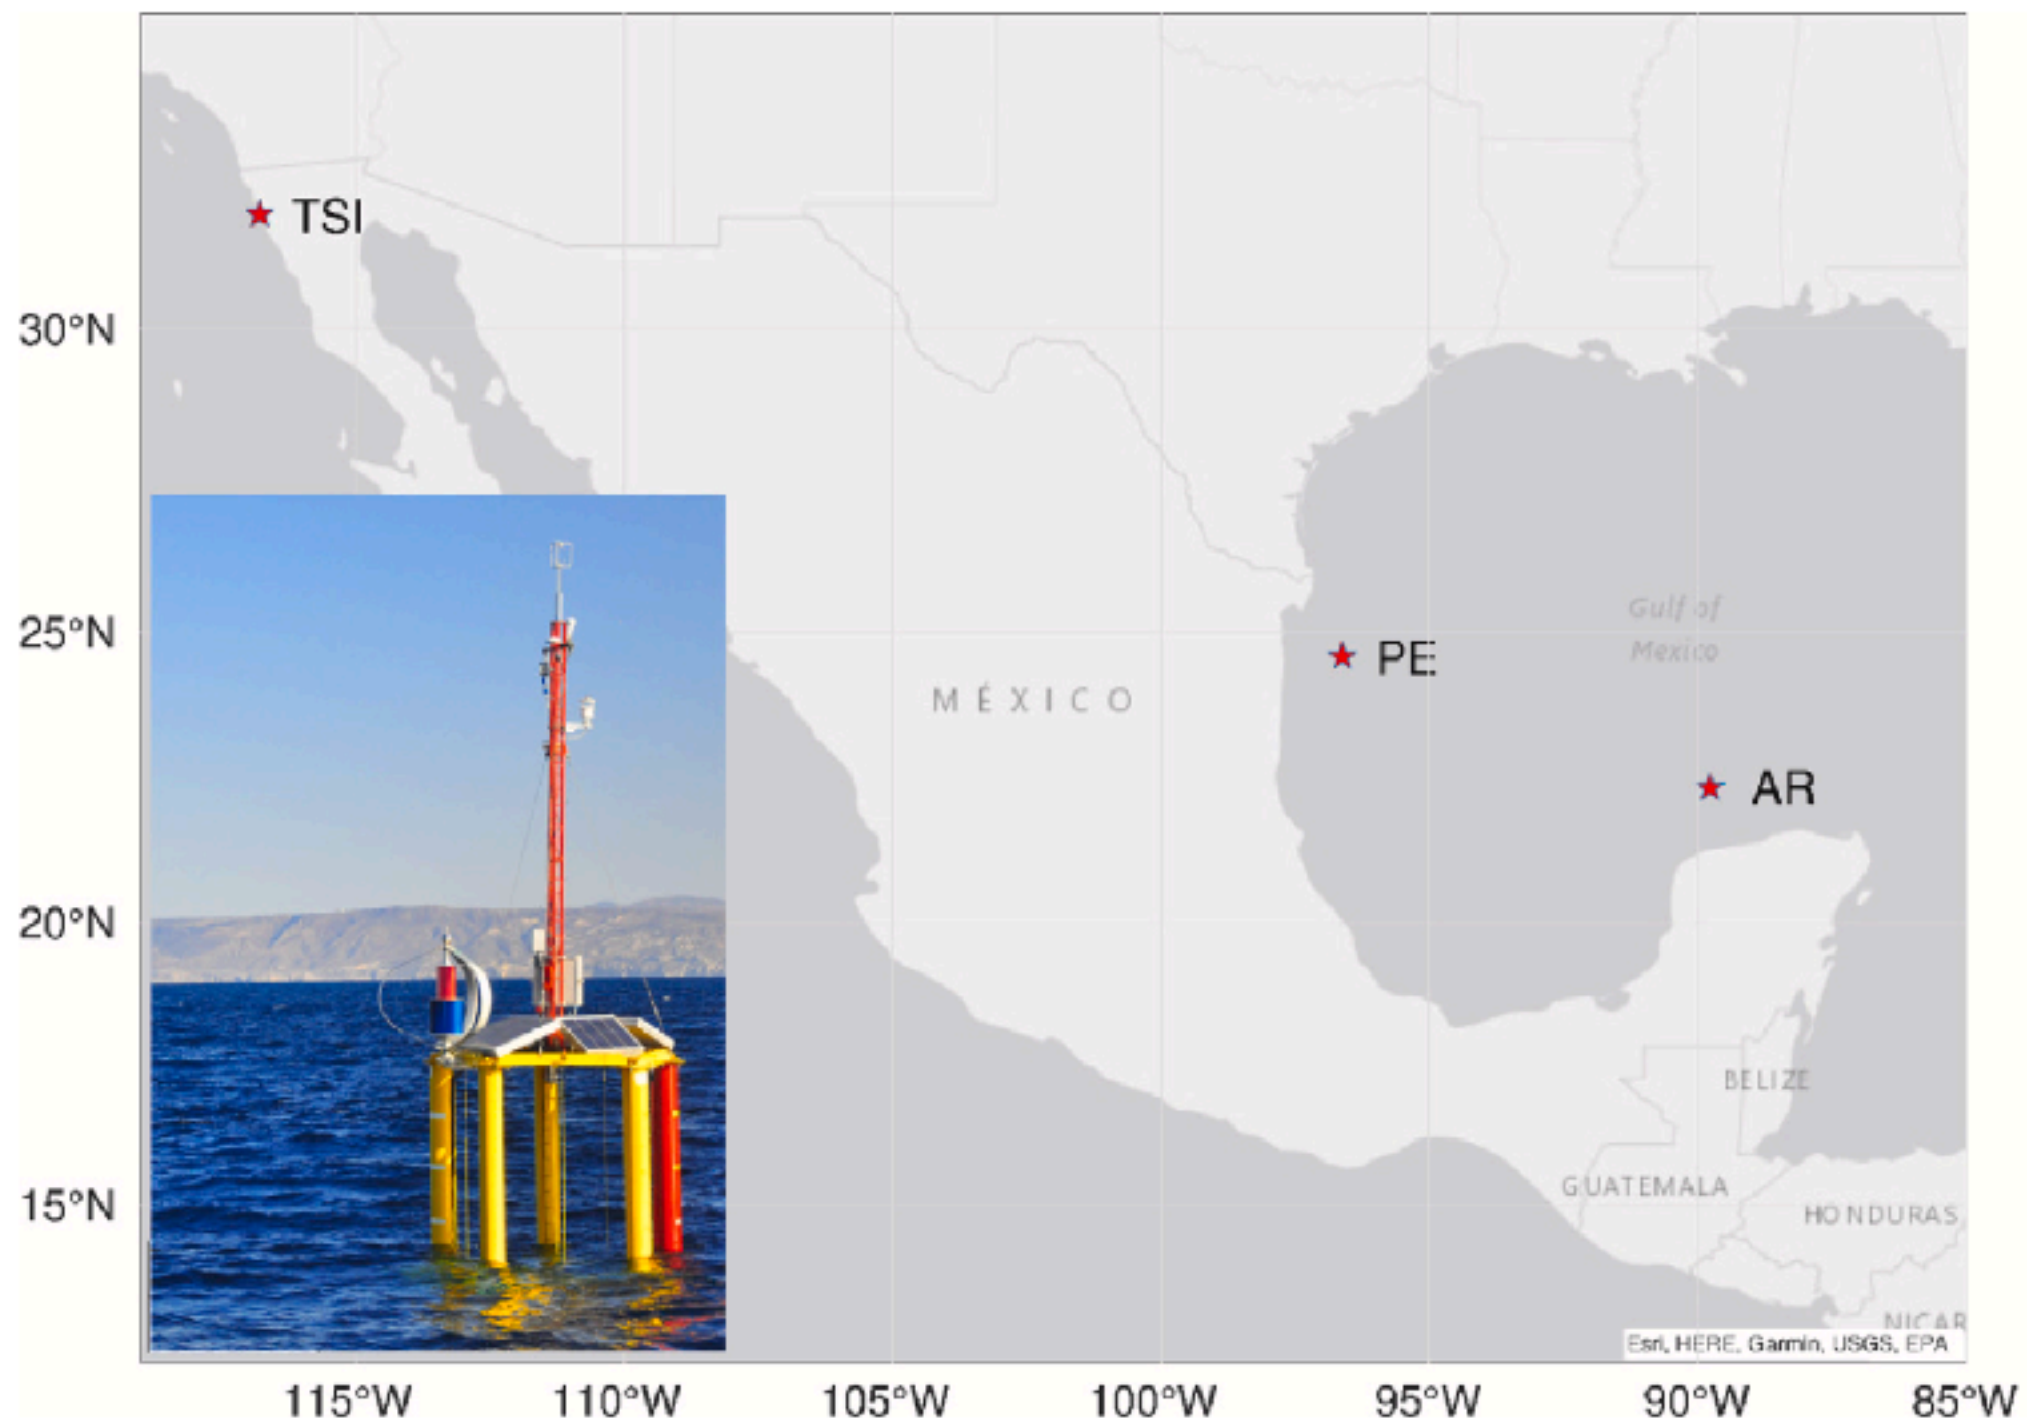 TSI
30°N
25°N
Gulf of
Mexico
PE
MÉXICO
AR
20°N
BELIZE
15°N
GUATEMALA
HONDURAS
NICAR
Esri, HERE, Garmin, USGS, EPA
115°W 110°W 105°W 100°W 95°W 90°W 85°W